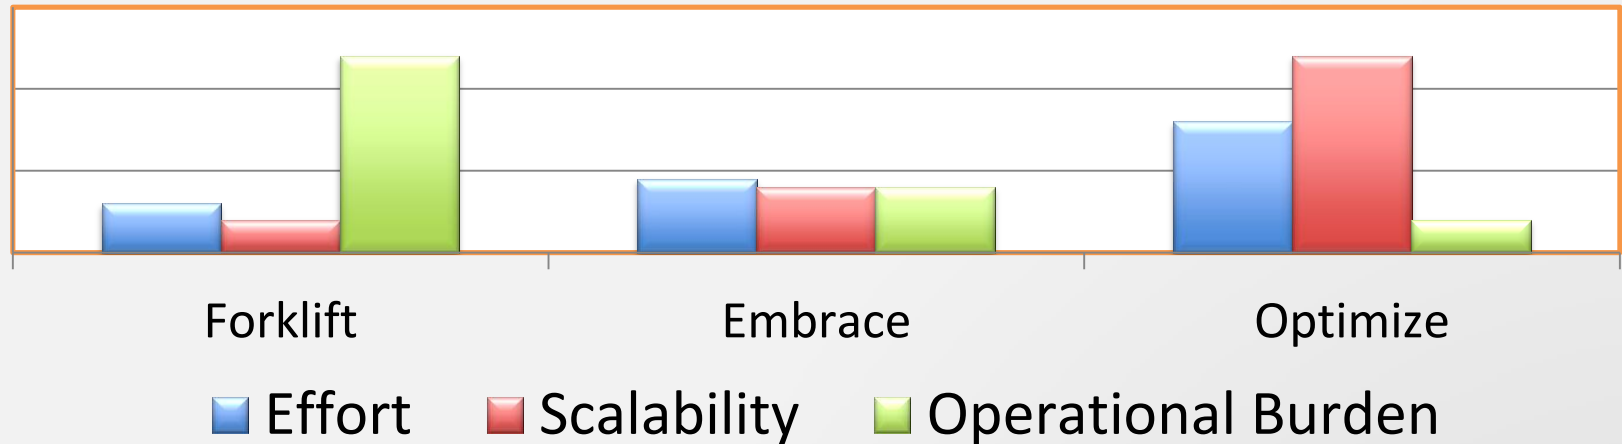 Forklift Embrace Optimize
Effort Scalability Operational Burden